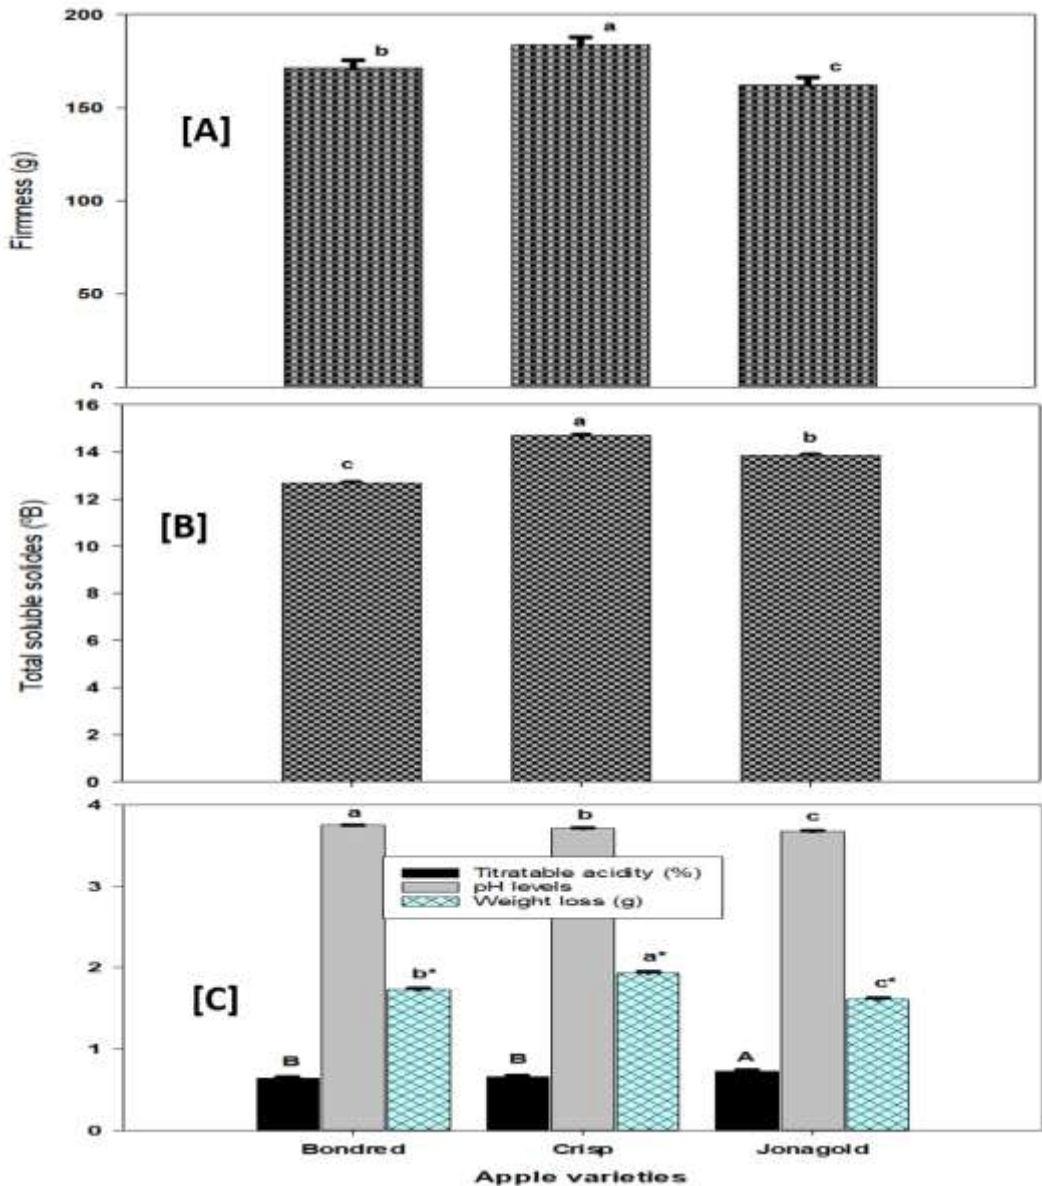 200
b
a
c
150
[A]
Firmness (g)
100
50
0
16
14
c
a
b
12
[B]
Total soluble solides (ºB)
10
8
6
4
2
0
4
a
b
c
Titratable acidity (%)
pH levels
Weight loss (g)
3
2
b*
a*
c*
[C]
1
B
B
A
0
Bondred Crisp Jonagold
Apple varieties